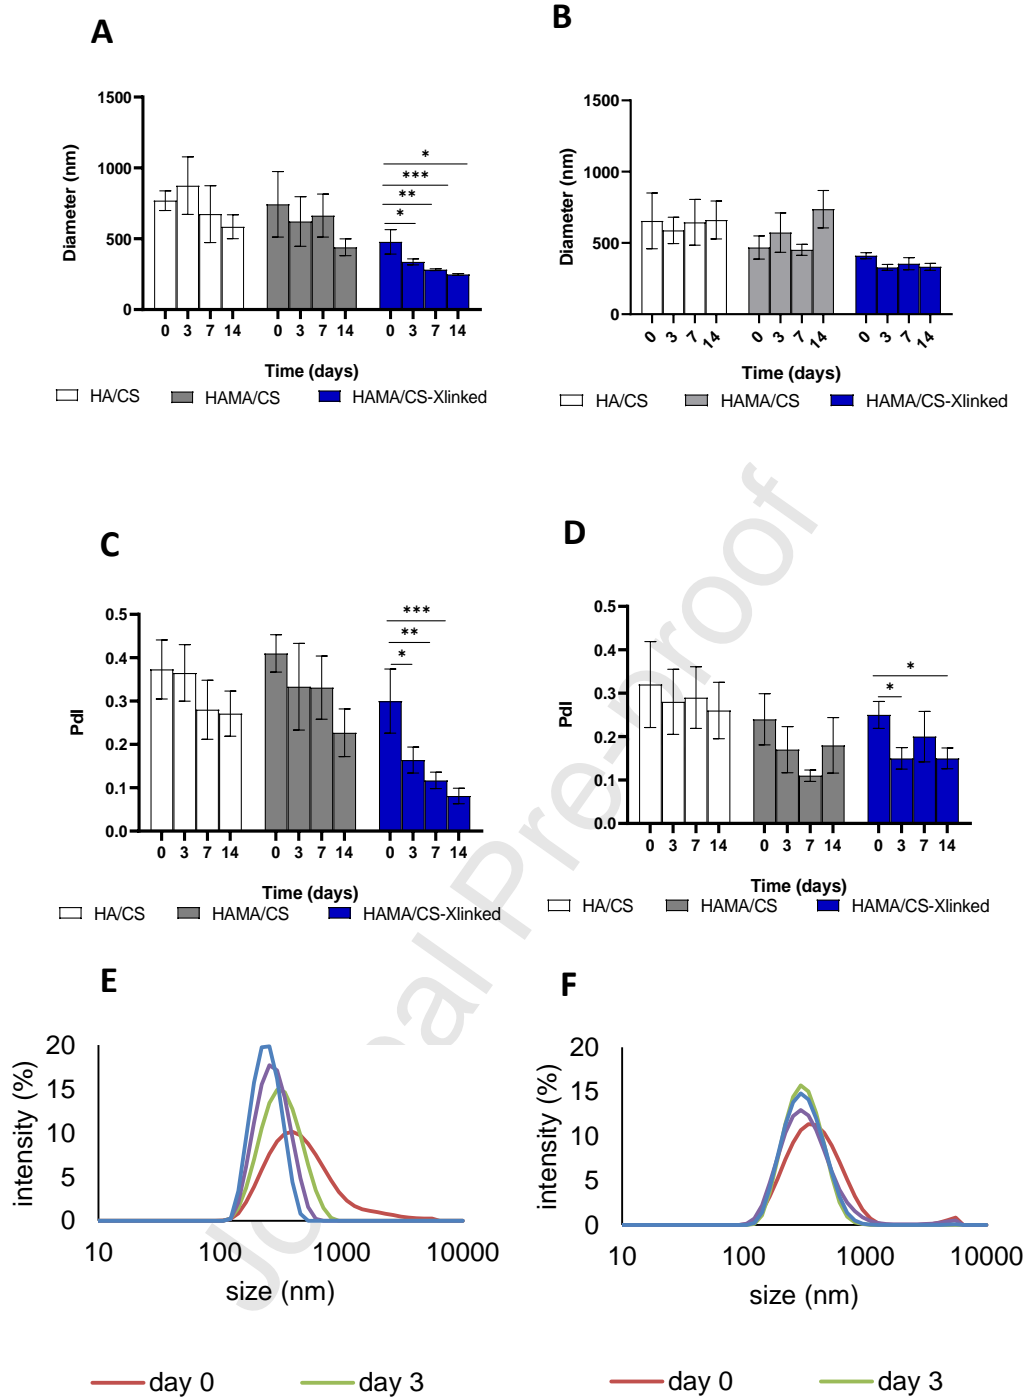 A
B
1500
1000
500
0
Diameter (nm)
*
***
**
*
0 3 7 14
0 3 7 14
0 3 7 14
Time (days)
HA/CS HAMA/CS HAMA/CS-Xlinked
1500
1000
500
0
Diameter (nm)
0 3 7 14
0 3 7 14
0 3 7 14
Time (days)
HA/CS HAMA/CS HAMA/CS-Xlinked
C
D
0.5
0.4
0.3
0.2
0.1
0.0
PdI
***
**
*
0 3 7 14
0 3 7 14
0 3 7 14
Time (days)
HA/CS HAMA/CS HAMA/CS-Xlinked
0.5
0.4
0.3
0.2
0.1
0.0
PdI
*
*
0 3 7 14
0 3 7 14
0 3 7 14
Time (days)
HA/CS HAMA/CS HAMA/CS-Xlinked
E
F
20
15
10
5
0
intensity (%)
10 100 1000 10000
size (nm)
day 0 day 3
20
15
10
5
0
intensity (%)
10 100 1000 10000
size (nm)
day 0 day 3
Pre-proof